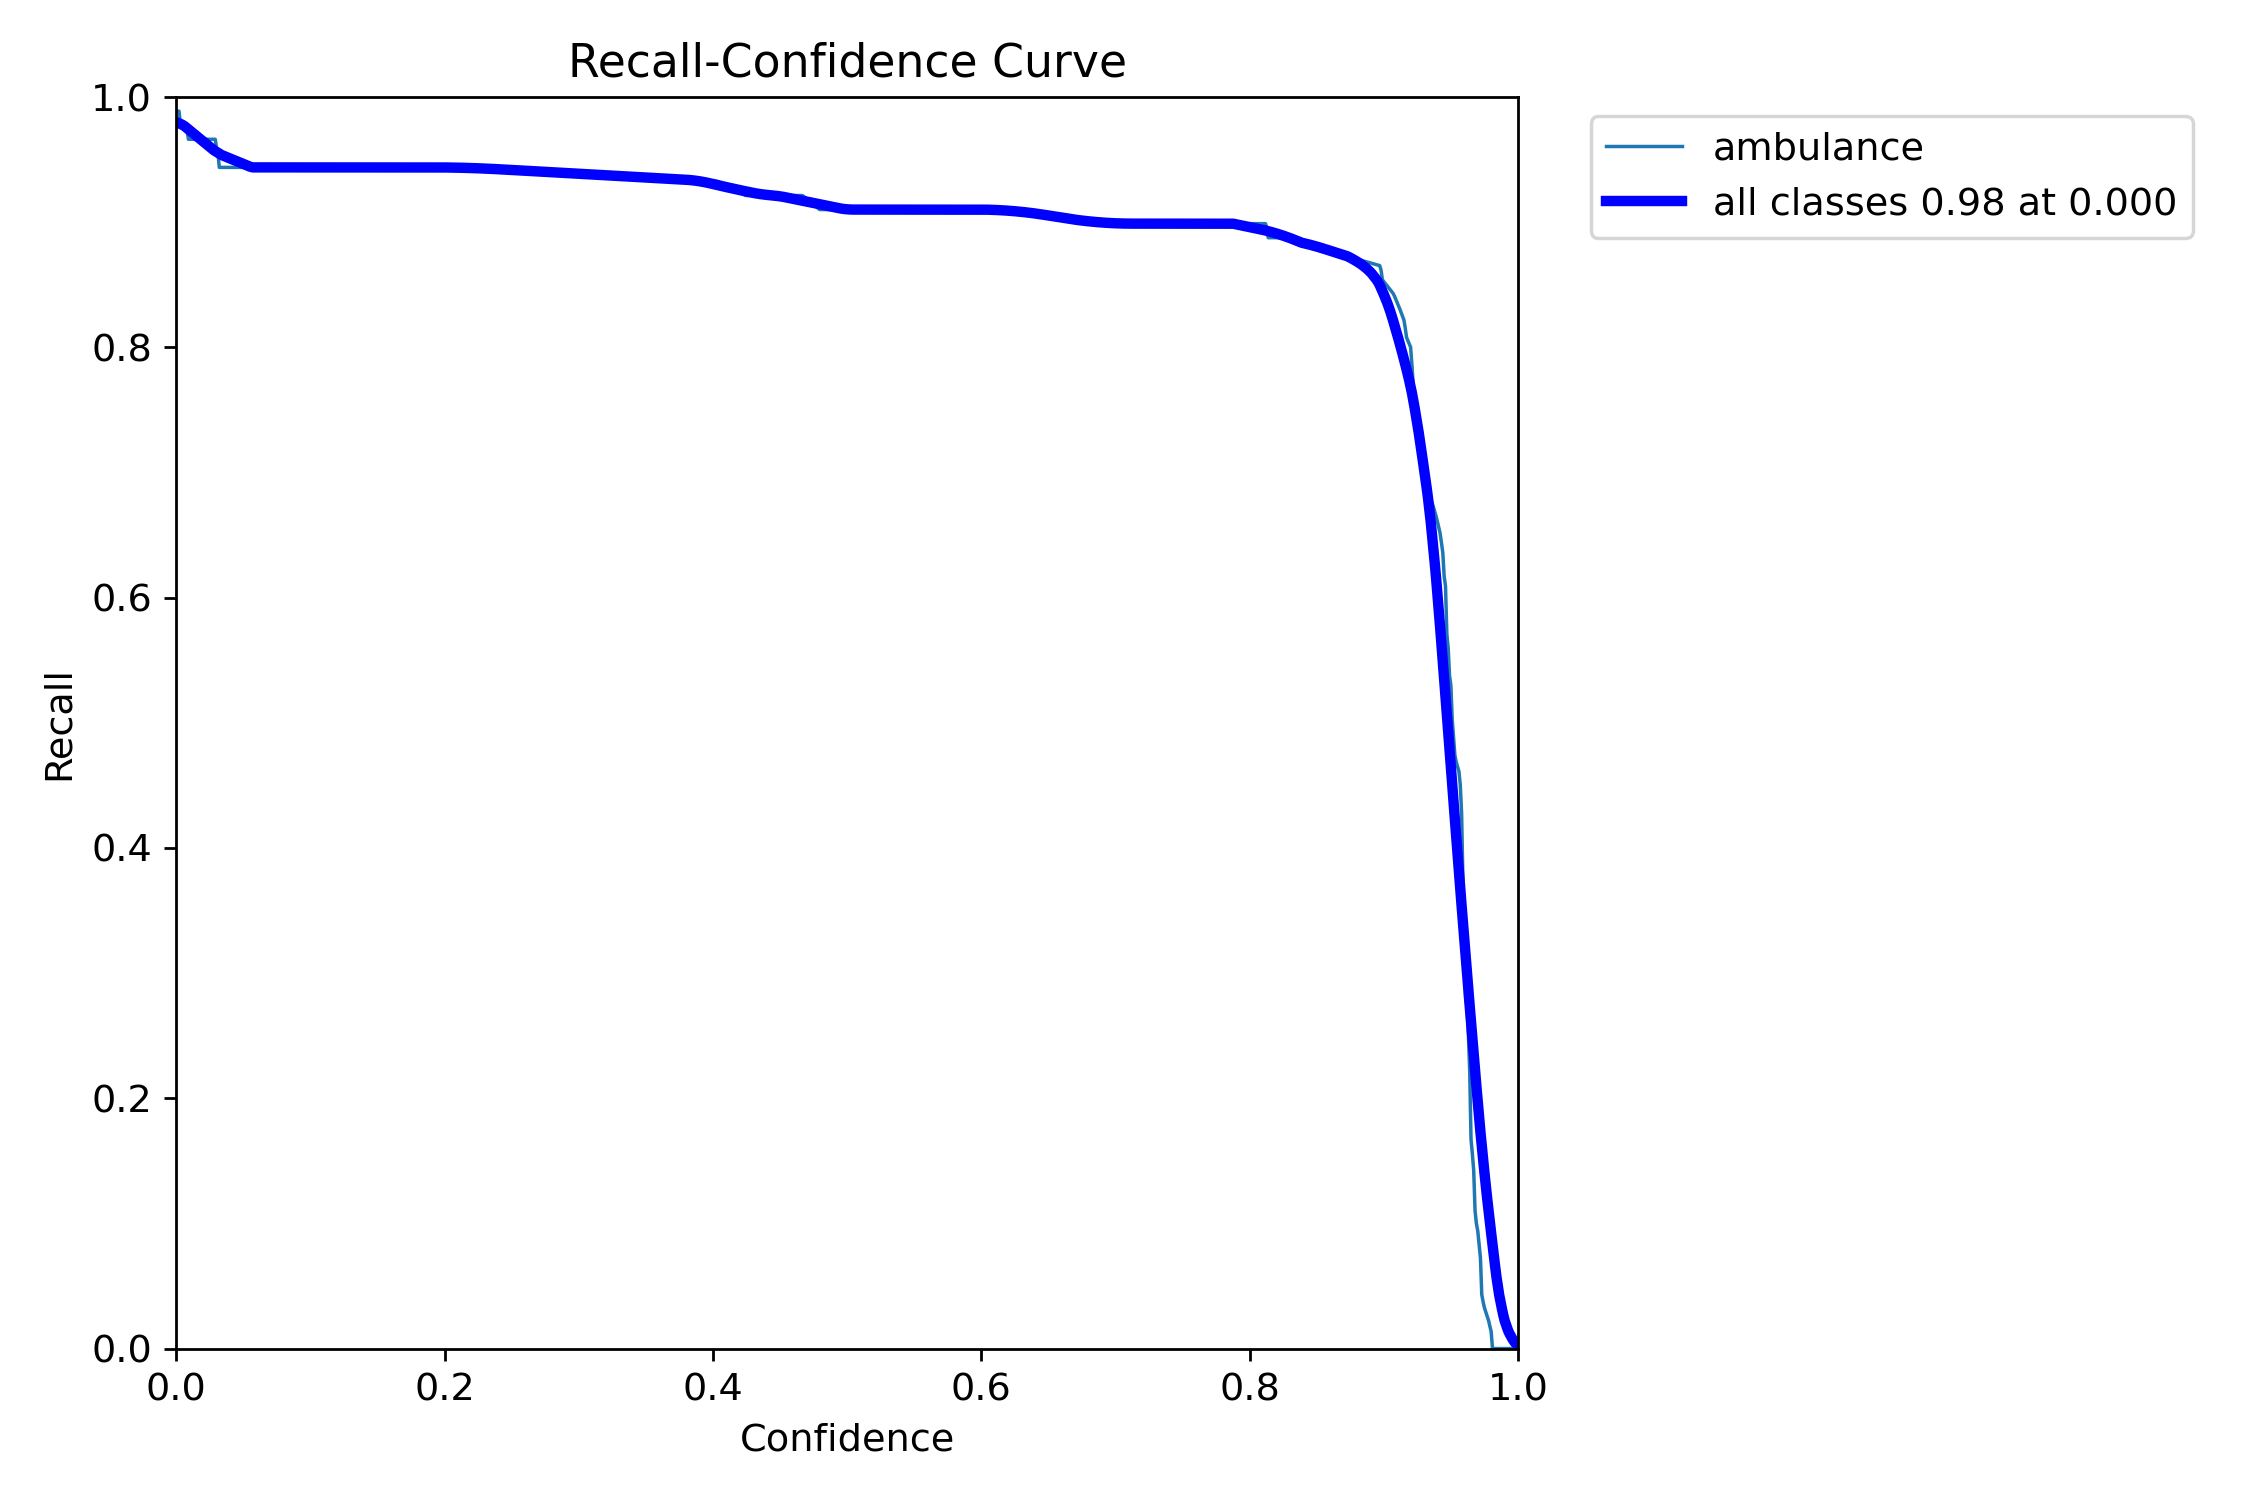 Recall-Confidence Curve
1.0
0.8
0.6
0.4
0.2
0.0
Recall
0.0 0.2 0.4 0.6 0.8 1.0
Confidence
ambulance
all classes 0.98 at 0.000